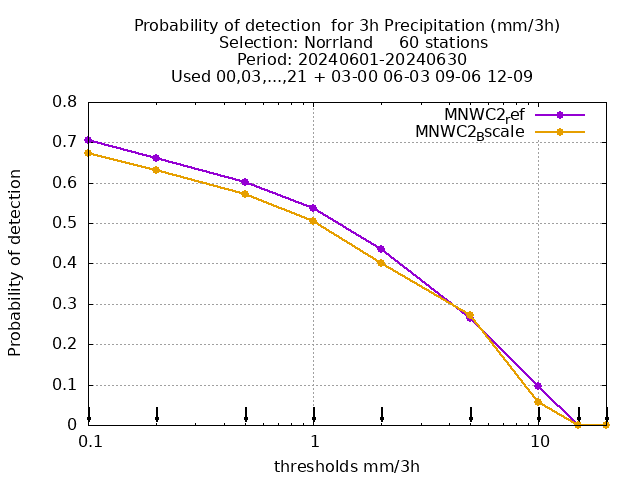 Probability of detection  for 3h Precipitation (mm/3h)
Selection: Norrland     60 stations
Period: 20240601-20240630
Used 00,03,...,21 + 03-00 06-03 09-06 12-09
MNWC2ref
MNWC2Bscale
Probability of detection
0.8
0.7
0.6
0.5
0.4
0.3
0.2
0.1
0
0.1
1
10
thresholds mm/3h